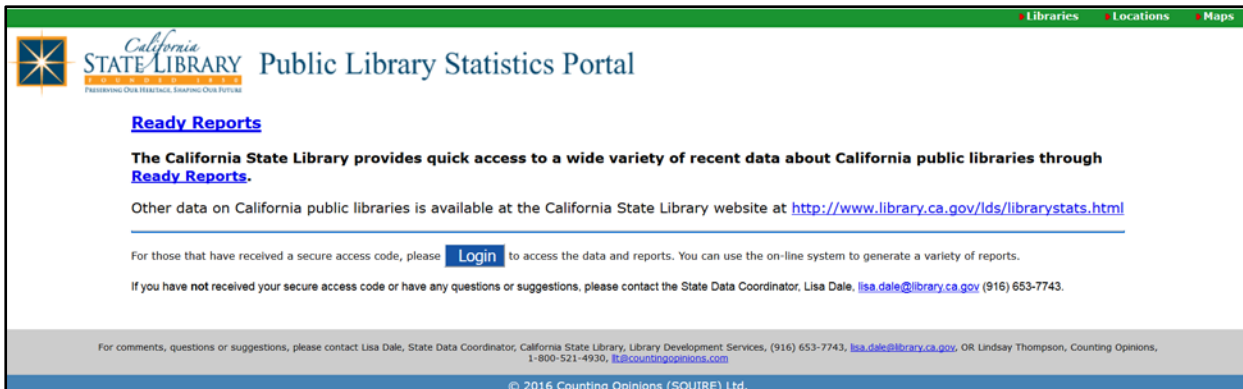 Libraries Locations Maps
California
STATE LIBRARY
FOUNDED 1850
PRESERVING OUR HERITAGE, SHAPING OUR FUTURE
Public Library Statistics Portal
Ready Reports
The California State Library provides quick access to a wide variety of recent data about California public libraries through
Ready Reports.
Other data on California public libraries is available at the California State Library website at http://www.library.ca.gov/lds/librarystats.html
For those that have received a secure access code, please Login to access the data and reports. You can use the on-line system to generate a variety of reports.
If you have not received your secure access code or have any questions or suggestions, please contact the State Data Coordinator, Lisa Dale, lisa.dale@library.ca.gov (916) 653-7743.
For comments, questions or suggestions, please contact Lisa Dale, State Data Coordinator, California State Library, Library Development Services, (916) 653-7743, lisa.dale@library.ca.gov, OR Lindsay Thompson, Counting Opinions,
1-800-521-4930, lt@countingopinions.com
© 2016 Counting Opinions (SQUIRE) Ltd.